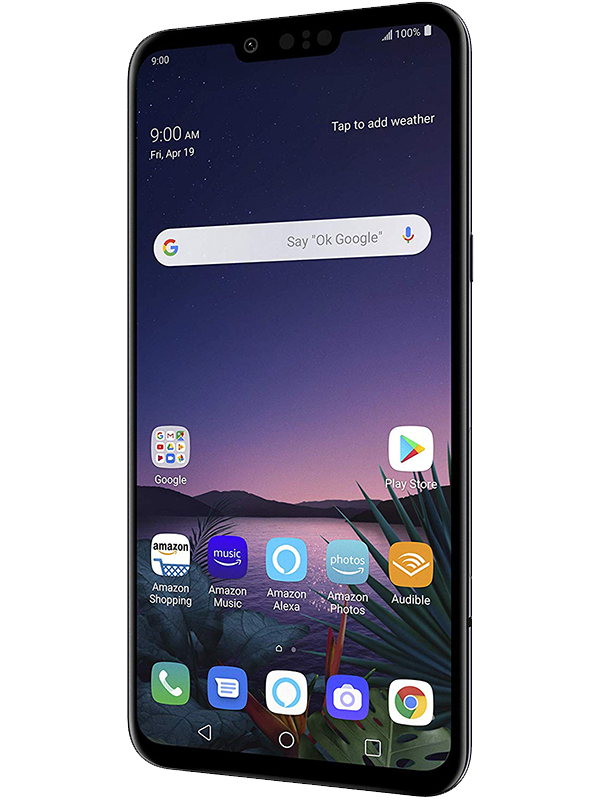 9:00
100%
9:00 AM
Fri, Apr 19
Tap to add weather
Say "Ok Google"
Google
Play Store
amazon
music
photos
Amazon
Shopping
Amazon
Music
Amazon
Alexa
Amazon
Photos
Audible